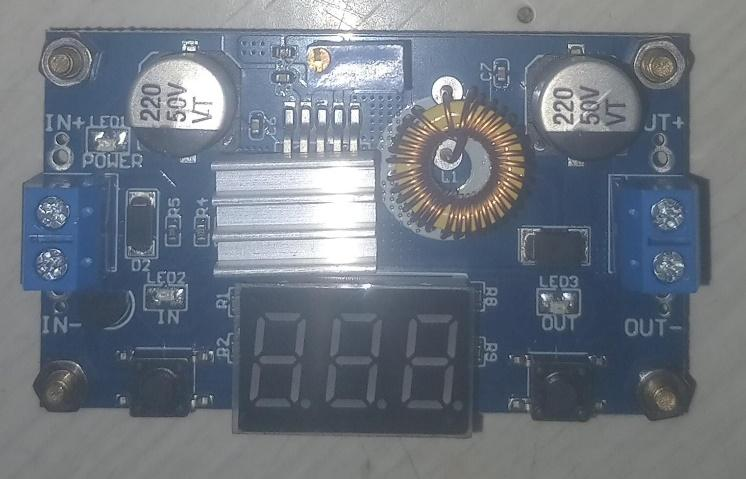 220
50V
VT
C2
220
50V
VT
IN+
LED1
POWER
UT+
L1
R5
R4
D2
LED2
IN
LED3
OUT
R1
R8
IN-
OUT-
R2
R9